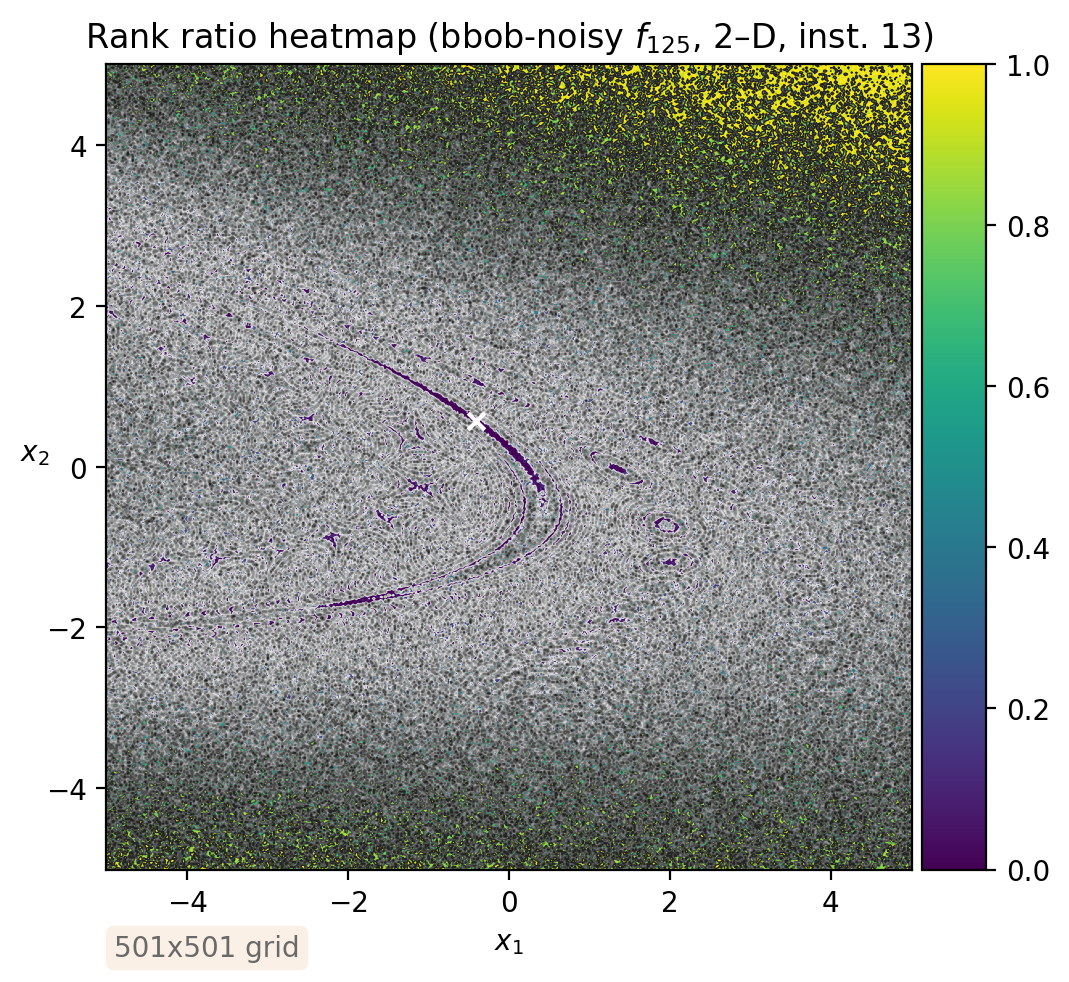 Rank ratio heatmap (bbob-noisy f₁₂₅, 2–D, inst. 13)
1.0
0.8
0.6
0.4
0.2
0.0
4
2
0
−2
−4
x₂
−4 −2 0 2 4
x₁
501x501 grid